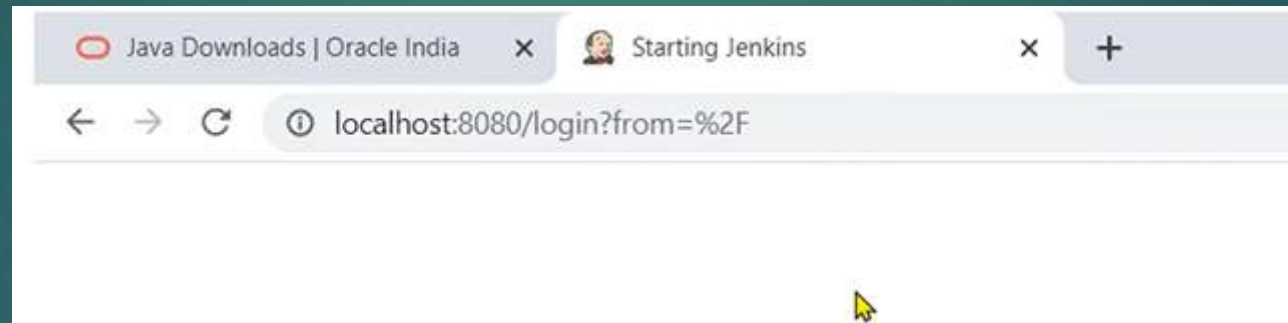 Java Downloads | Oracle India
Starting Jenkins
localhost:8080/login?from=%2F